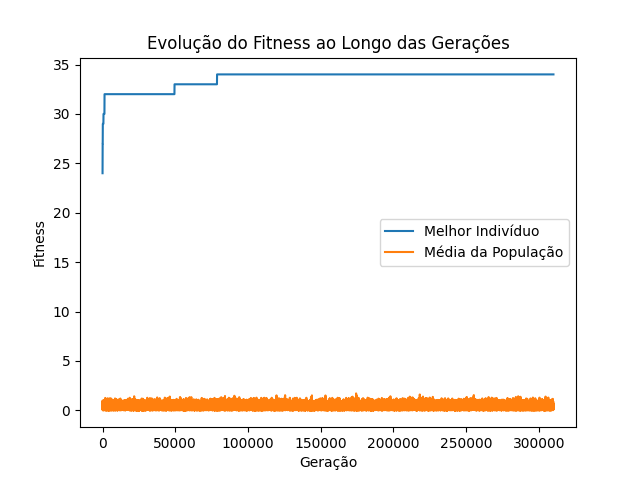 Evolução do Fitness ao Longo das Gerações
35
30
25
20
15
10
5
0
Fitness
Melhor Indivíduo
Média da População
0 50000 100000 150000 200000 250000 300000
Geração